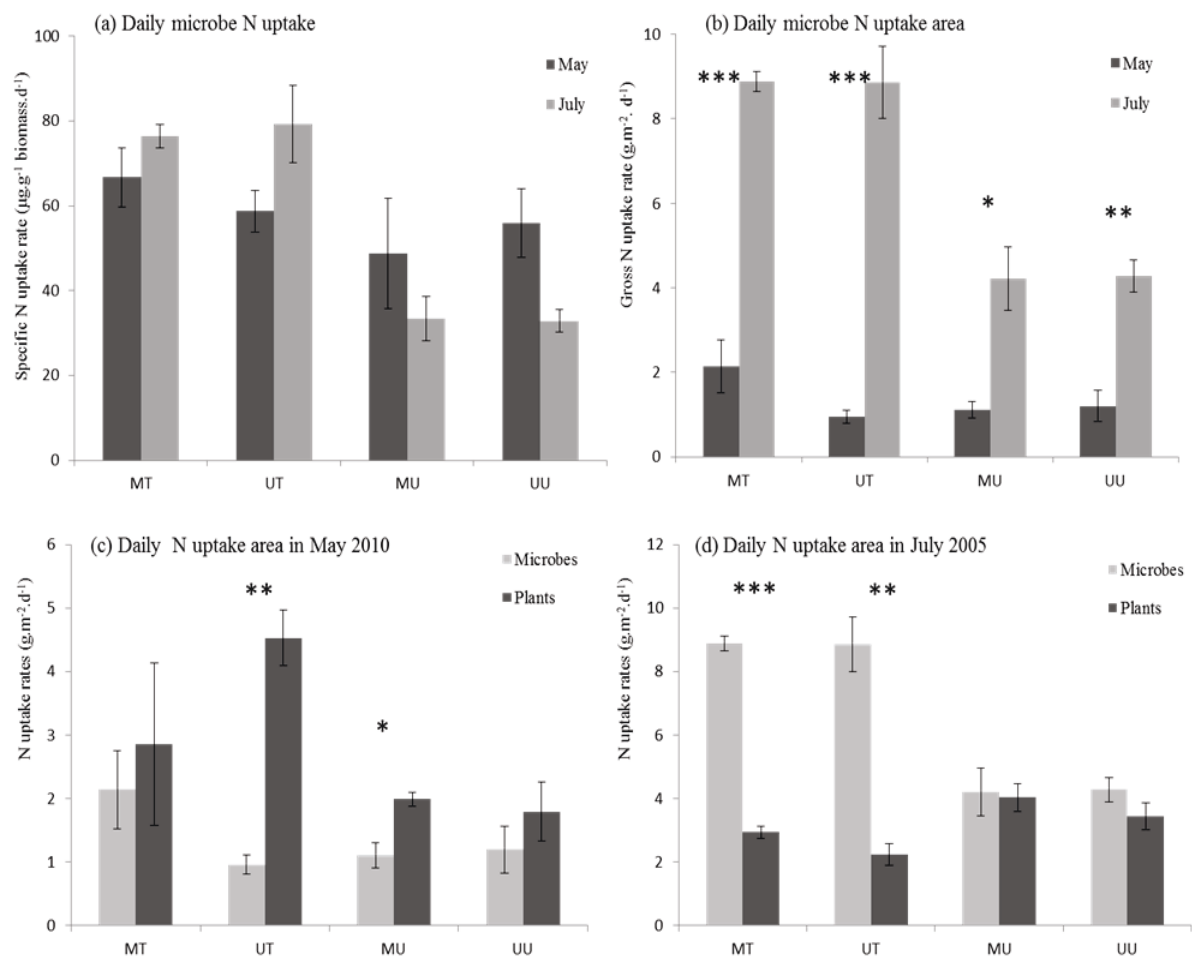 (a) Daily microbe N uptake
Specific N uptake rate (µg.g⁻¹ biomass.d⁻¹)
100
80
60
40
20
0
May
July
MT UT MU UU
(b) Daily microbe N uptake area
Gross N uptake rate (g.m⁻². d⁻¹)
10
8
6
4
2
0
May
July
*** *** * **
MT UT MU UU
(c) Daily N uptake area in May 2010
N uptake rates (g.m⁻².d⁻¹)
6
5
4
3
2
1
0
Microbes
Plants
** *
MT UT MU UU
(d) Daily N uptake area in July 2005
N uptake rates (g.m⁻².d⁻¹)
12
10
8
6
4
2
0
Microbes
Plants
*** **
MT UT MU UU